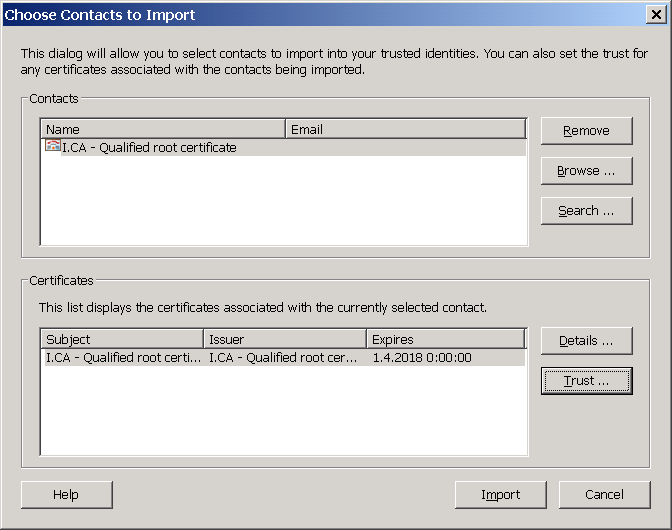 Choose Contacts to Import
This dialog will allow you to select contacts to import into your trusted identities. You can also set the trust for
any certificates associated with the contacts being imported.
Contacts
Name Email
I.CA - Qualified root certificate
Remove
Browse ...
Search ...
Certificates
This list displays the certificates associated with the currently selected contact.
Subject Issuer Expires
I.CA - Qualified root certi... I.CA - Qualified root cer... 1.4.2018 0:00:00
Details ...
Trust ...
Help Import Cancel